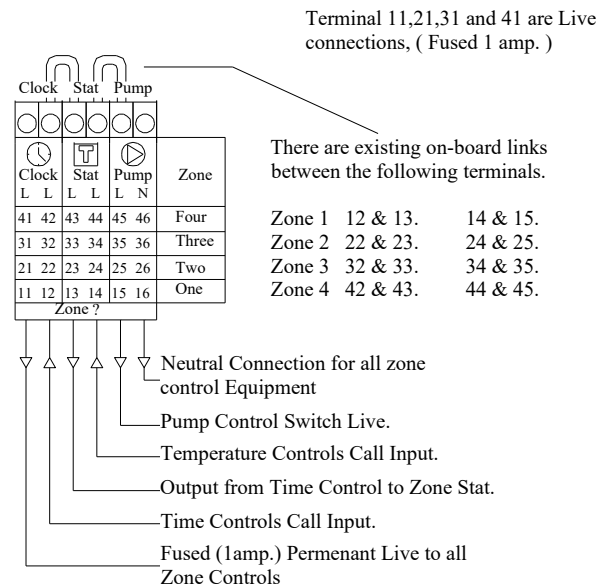 Terminal 11,21,31 and 41 are Live
connections, ( Fused 1 amp. )
Clock Stat Pump
There are existing on-board links
between the following terminals.
Clock Stat Pump Zone
L L L L L N
41 42 43 44 45 46 Four
31 32 33 34 35 36 Three
21 22 23 24 25 26 Two
11 12 13 14 15 16 One
Zone ?
Zone 1 12 & 13. 14 & 15.
Zone 2 22 & 23. 24 & 25.
Zone 3 32 & 33. 34 & 35.
Zone 4 42 & 43. 44 & 45.
Neutral Connection for all zone
control Equipment
Pump Control Switch Live.
Temperature Controls Call Input.
Output from Time Control to Zone Stat.
Time Controls Call Input.
Fused (1amp.) Permenant Live to all
Zone Controls